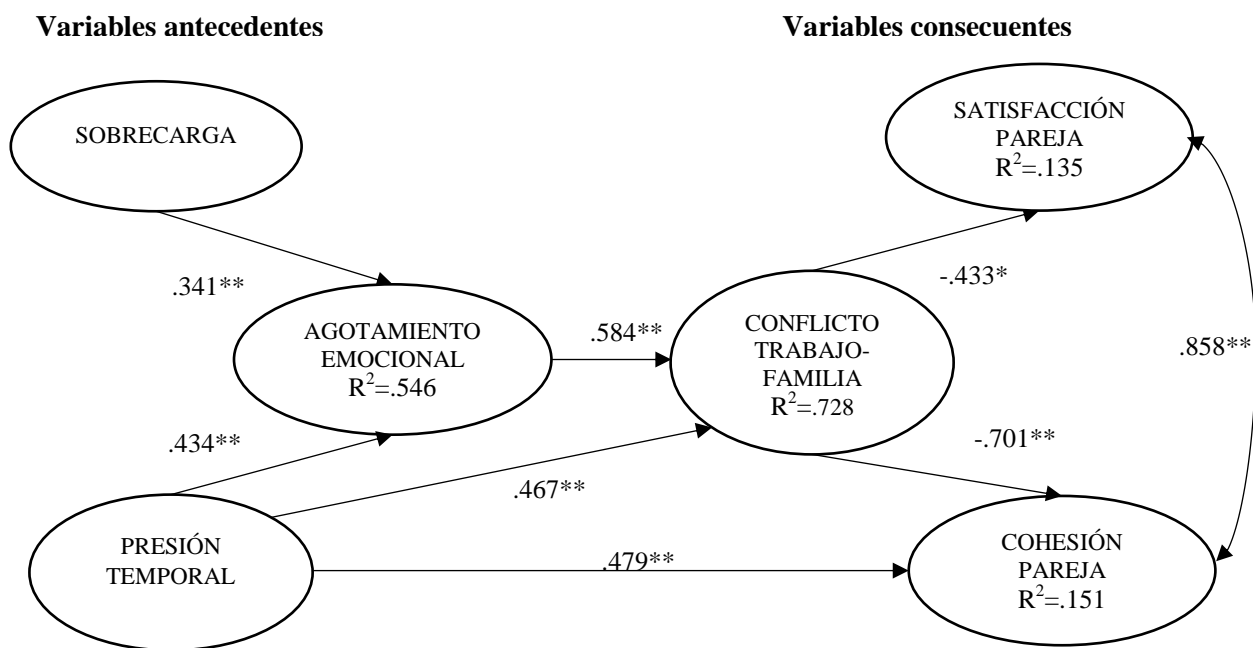 Variables antecedentes
Variables consecuentes
SOBRECARGA
SATISFACCIÓN
PAREJA
R²=.135
.341**
-.433*
AGOTAMIENTO
EMOCIONAL
R²=.546
.584**
CONFLICTO
TRABAJO-
FAMILIA
R²=.728
.858**
.434**
.467**
-.701**
PRESIÓN
TEMPORAL
.479**
COHESIÓN
PAREJA
R²=.151